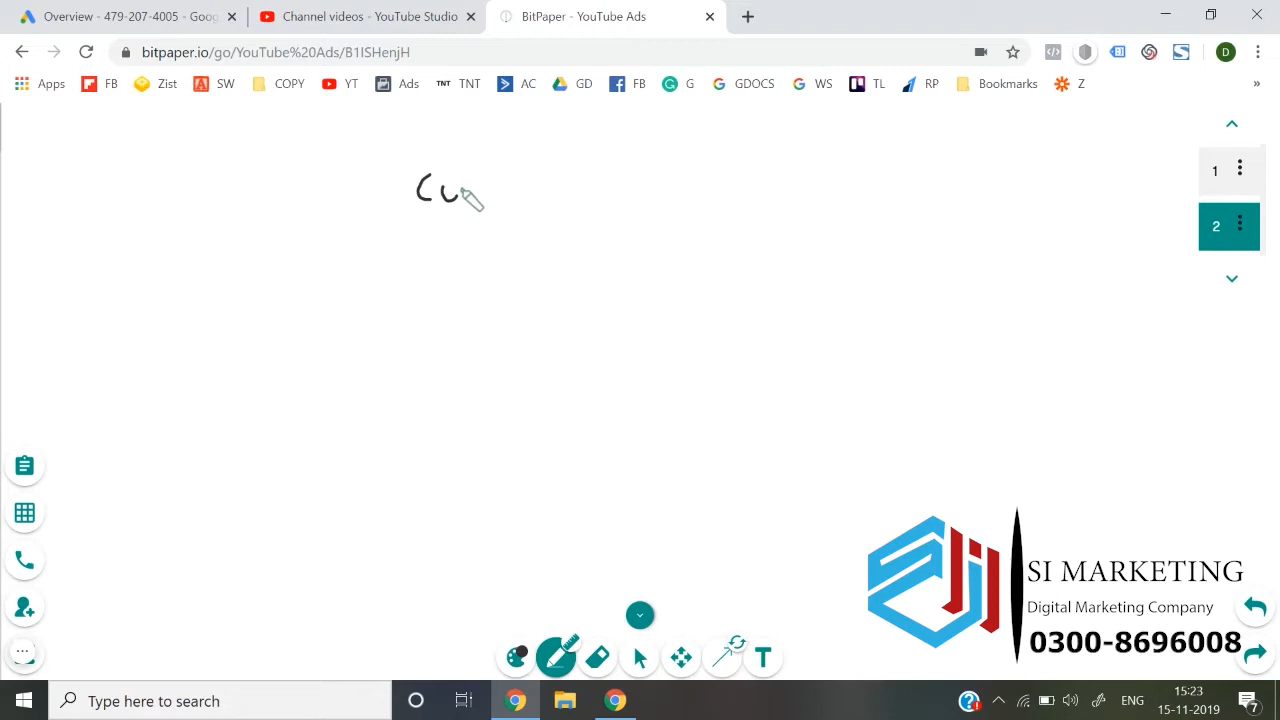 Overview - 479-207-4005 - Goog
Channel videos - YouTube Studio
BitPaper - YouTube Ads
bitpaper.io/go/YouTube%20Ads/B1ISHenjH
Apps FB Zist SW COPY YT Ads TNT TNT AC GD FB G GDOCS WS TL RP Bookmarks Z »
Cu
1
2
SI MARKETING
Digital Marketing Company
0300-8696008
T
Type here to search
ENG
15:23
15-11-2019
7
D